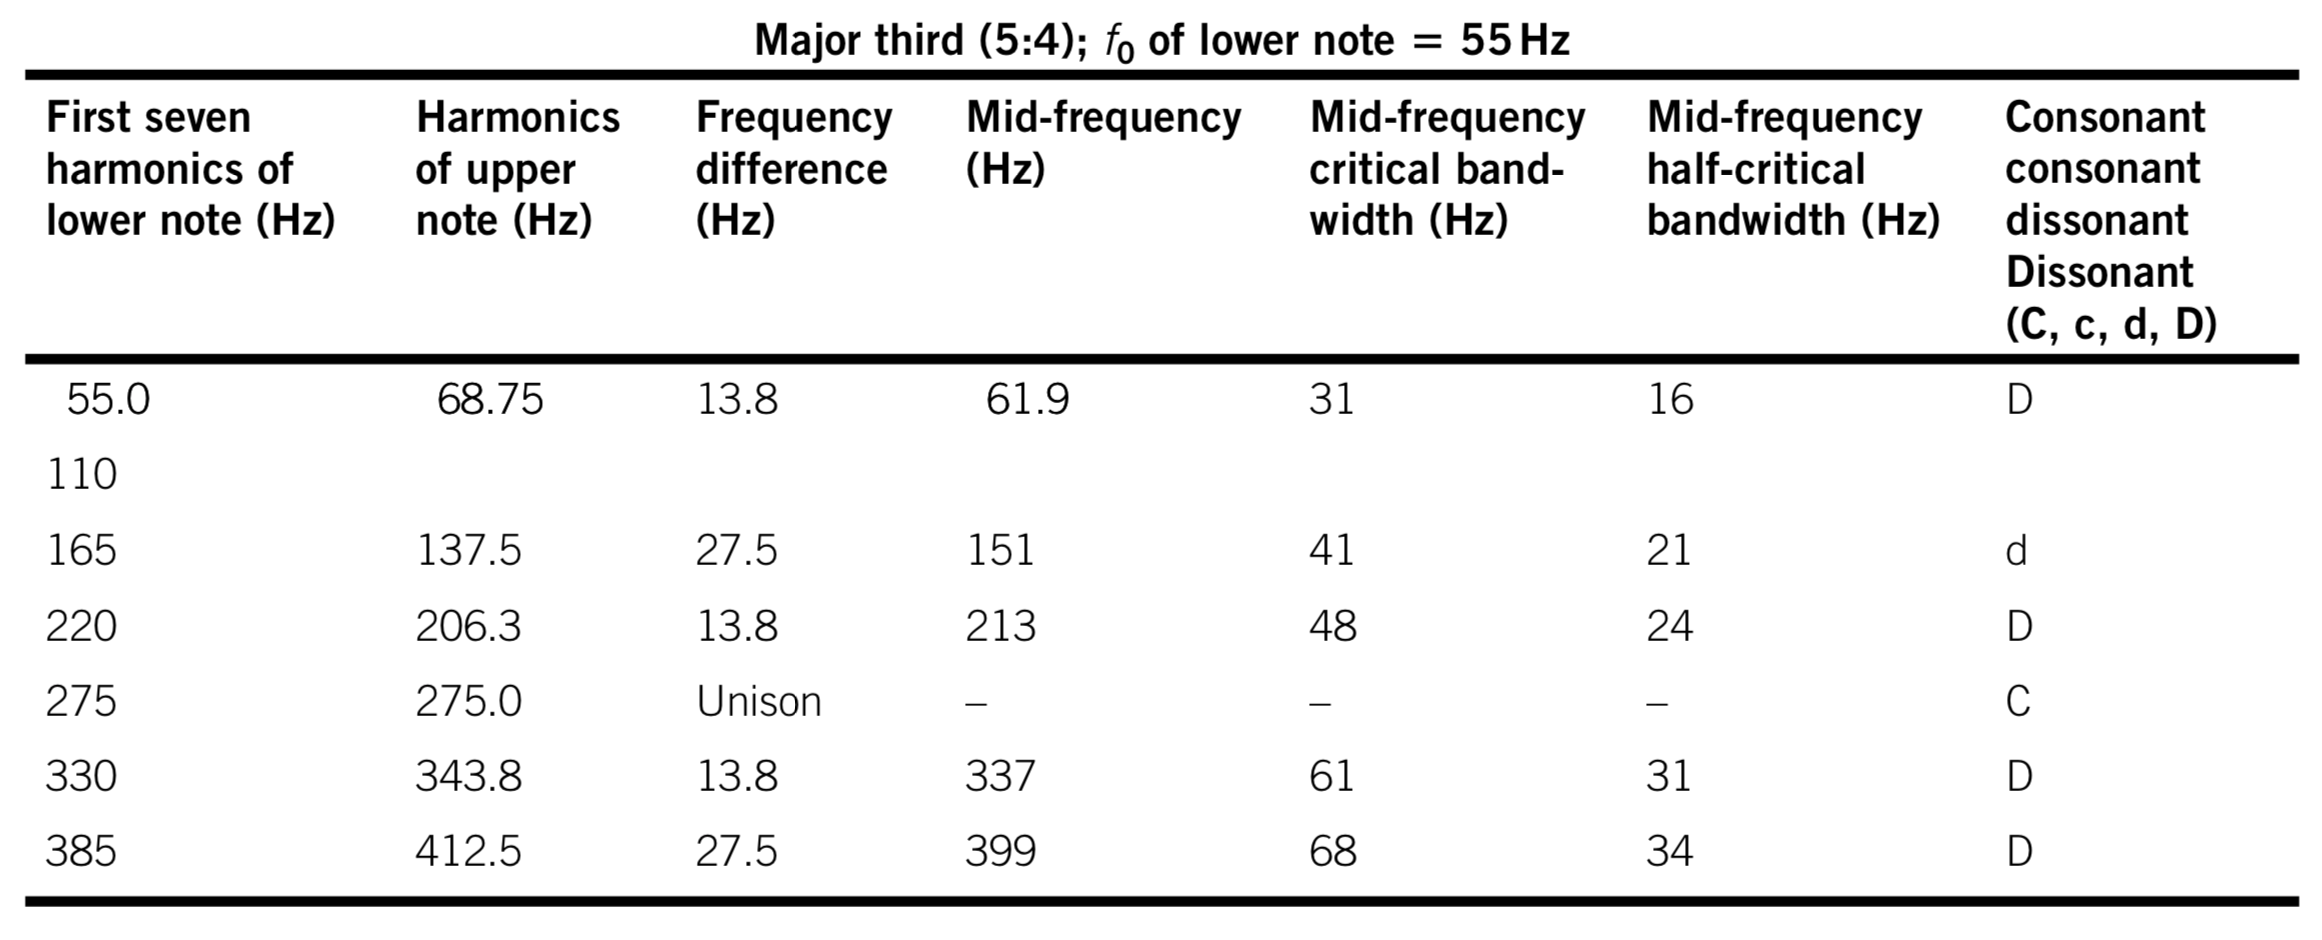 Major third (5:4); f0 of lower note = 55 Hz
First seven harmonics of lower note (Hz) Harmonics of upper note (Hz) Frequency difference (Hz) Mid-frequency (Hz) Mid-frequency critical band-width (Hz) Mid-frequency half-critical bandwidth (Hz) Consonant consonant dissonant Dissonant (C, c, d, D)
55.0 68.75 13.8 61.9 31 16 D
110
165 137.5 27.5 151 41 21 d
220 206.3 13.8 213 48 24 D
275 275.0 Unison – – – C
330 343.8 13.8 337 61 31 D
385 412.5 27.5 399 68 34 D